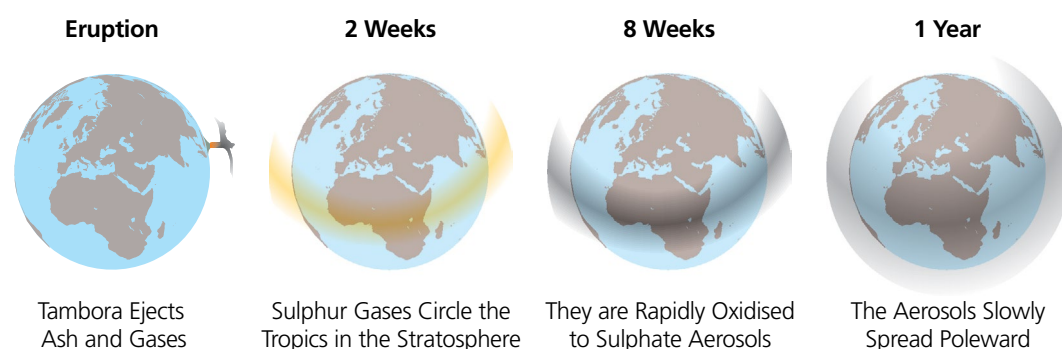 Eruption
2 Weeks
8 Weeks
1 Year
Tambora Ejects
Ash and Gases
Sulphur Gases Circle the
Tropics in the Stratosphere
They are Rapidly Oxidised
to Sulphate Aerosols
The Aerosols Slowly
Spread Poleward